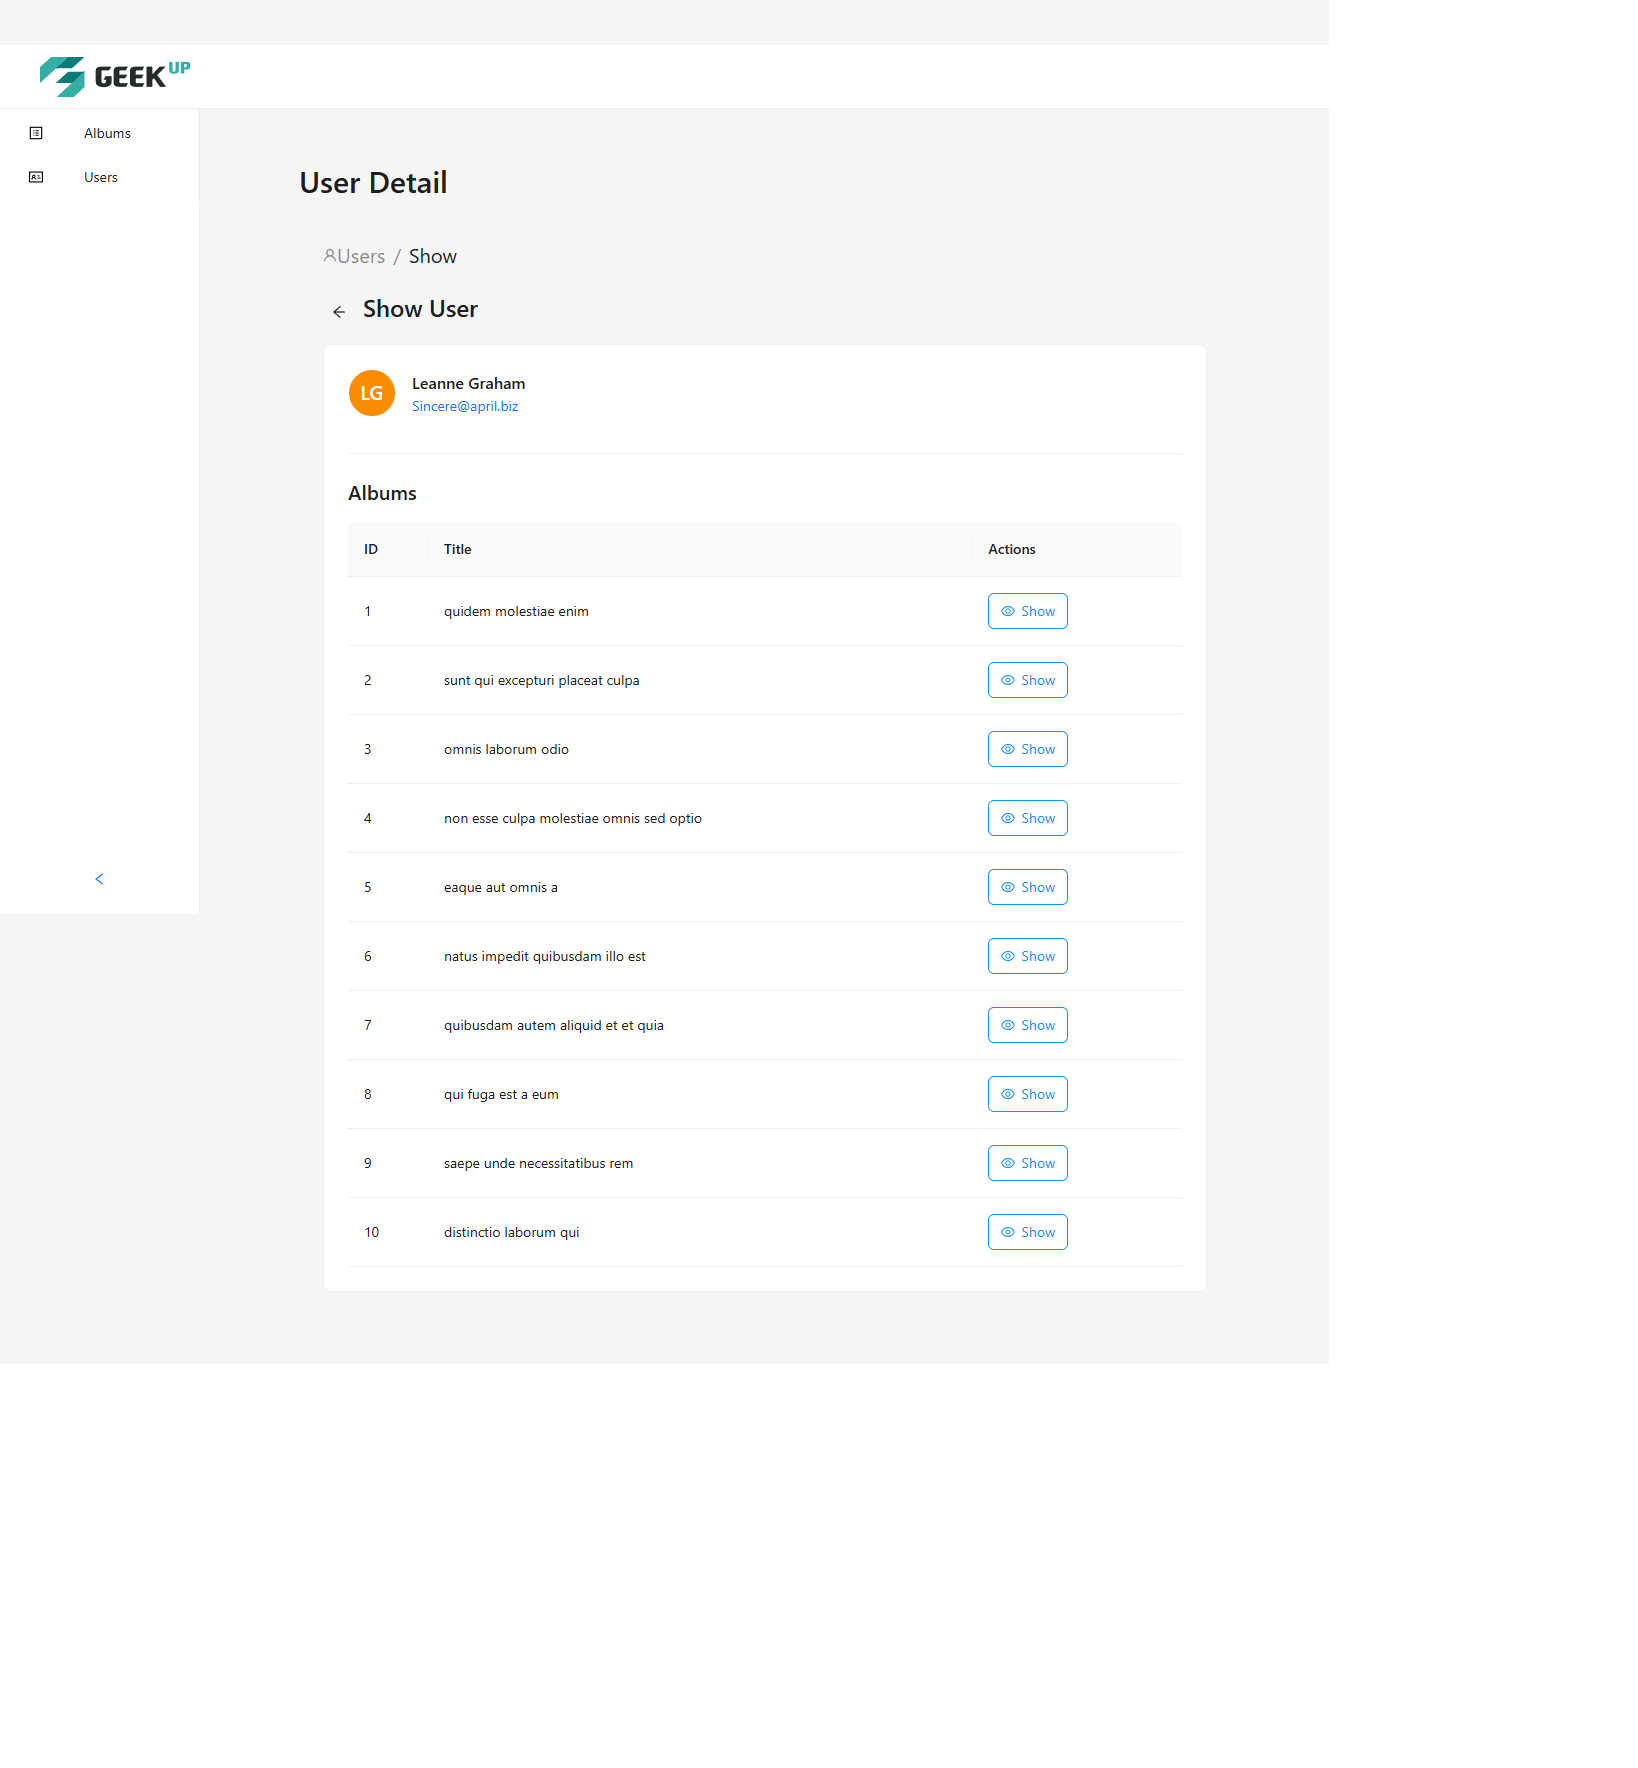 GEEK UP
Albums
Users
User Detail
Users / Show
Show User
LG
Leanne Graham
Sincere@april.biz
Albums
ID Title Actions
1 quidem molestiae enim Show
2 sunt qui excepturi placeat culpa Show
3 omnis laborum odio Show
4 non esse culpa molestiae omnis sed optio Show
5 eaque aut omnis a Show
6 natus impedit quibusdam illo est Show
7 quibusdam autem aliquid et et quia Show
8 qui fuga est a eum Show
9 saepe unde necessitatibus rem Show
10 distinctio laborum qui Show